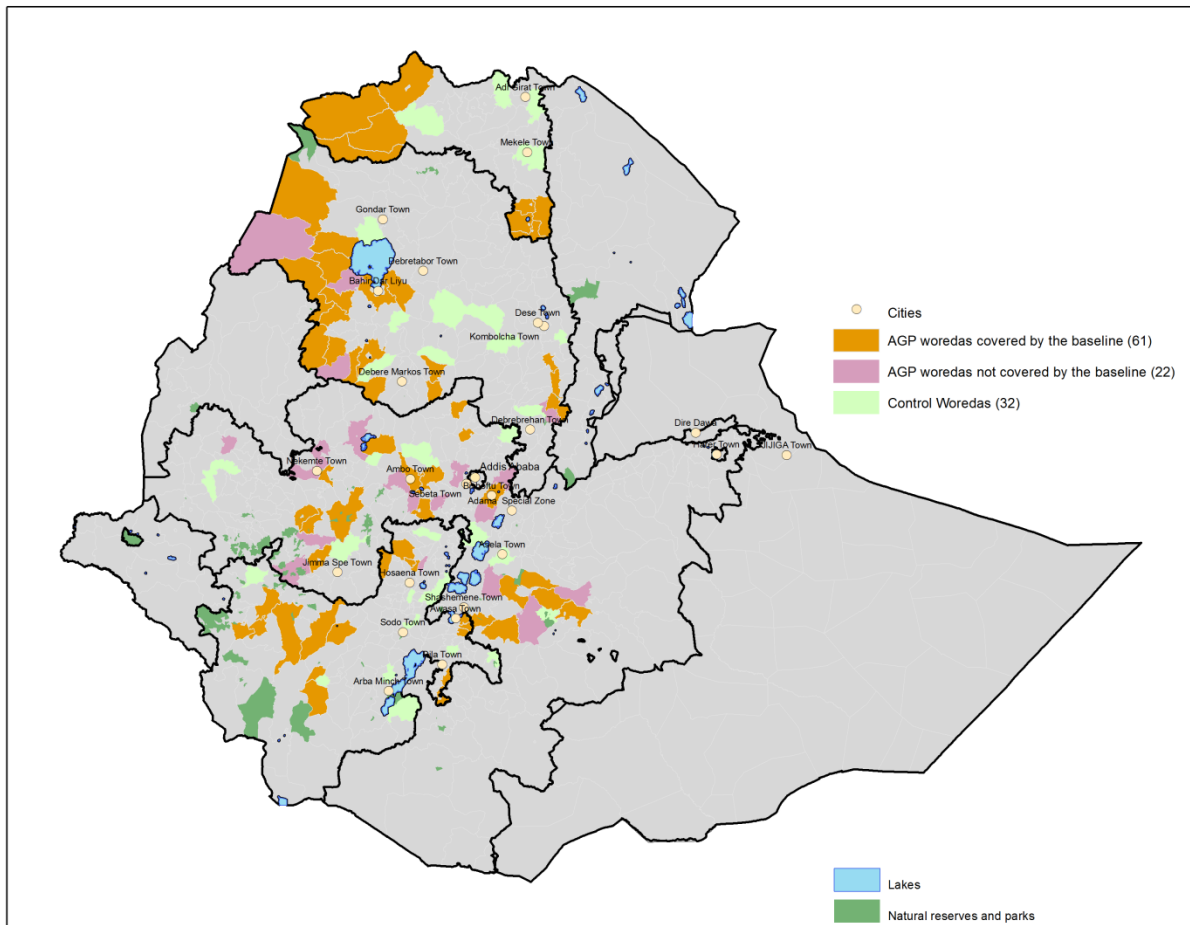 Adi Girat Town
Mekele Town
Gondar Town
Debretabor Town
Bahir Dar Liyu
Dese Town
Kombolcha Town
Debere Markos Town
Debrebrehan Town
Dire Dawa
Harer Town
JIJIGA Town
Nekemte Town
Ambo Town
Addis Ababa
Bishoftu Town
Sebeta Town
Adama Special Zone
Asela Town
Jimma Spe Town
Hosaena Town
Shashemene Town
Awasa Town
Sodo Town
Dila Town
Arba Minch Town
Cities
AGP woredas covered by the baseline (61)
AGP woredas not covered by the baseline (22)
Control Woredas (32)
Lakes
Natural reserves and parks